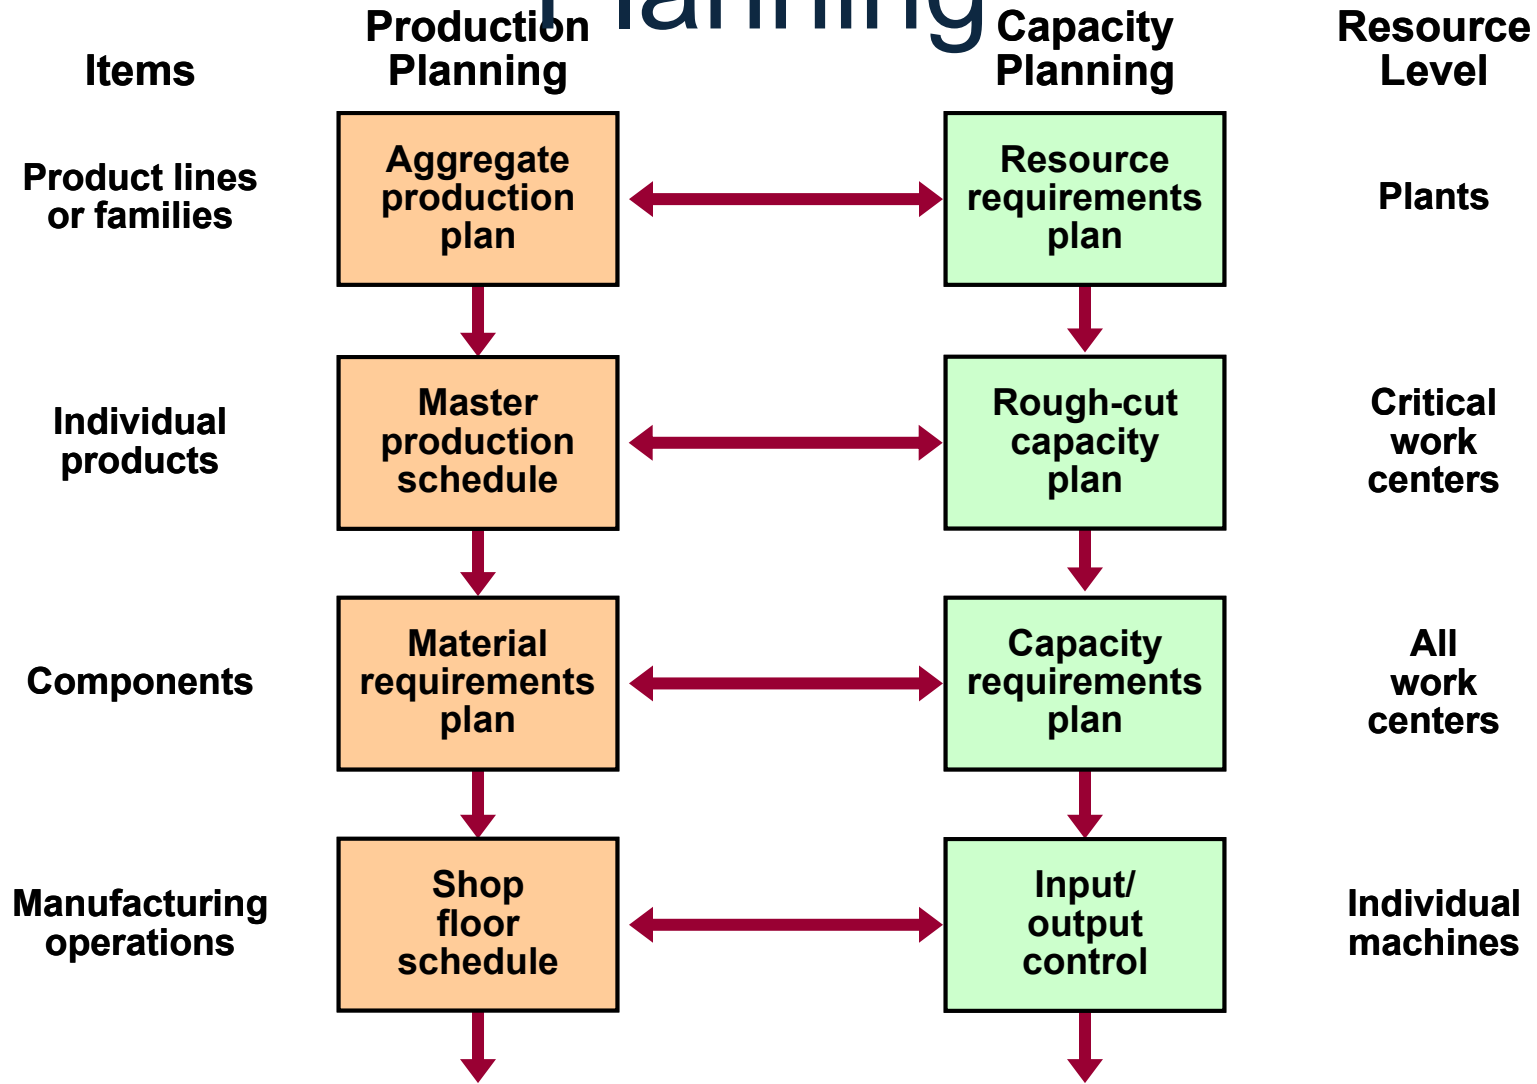 Planning
Items
Production
Planning
Capacity
Planning
Resource
Level
Product lines
or families
Aggregate
production
plan
Resource
requirements
plan
Plants
Individual
products
Master
production
schedule
Rough-cut
capacity
plan
Critical
work
centers
Components
Material
requirements
plan
Capacity
requirements
plan
All
work
centers
Manufacturing
operations
Shop
floor
schedule
Input/
output
control
Individual
machines